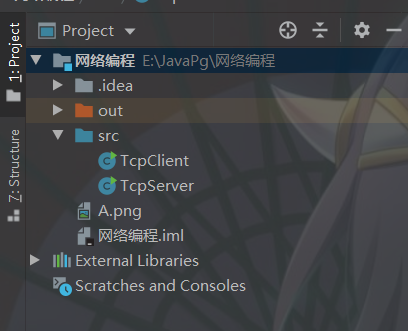 Project
1: Project
网络编程 E:\JavaPg\网络编程
.idea
out
src
TcpClient
TcpServer
A.png
网络编程.iml
External Libraries
Scratches and Consoles
7: Structure